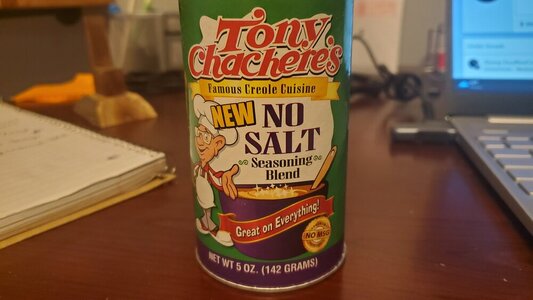 Tony
Chachere's
Famous Creole Cuisine
NEW
NO
SALT
Seasoning
Blend
Great on Everything!
NO MSG
NET WT 5 OZ. (142 GRAMS)